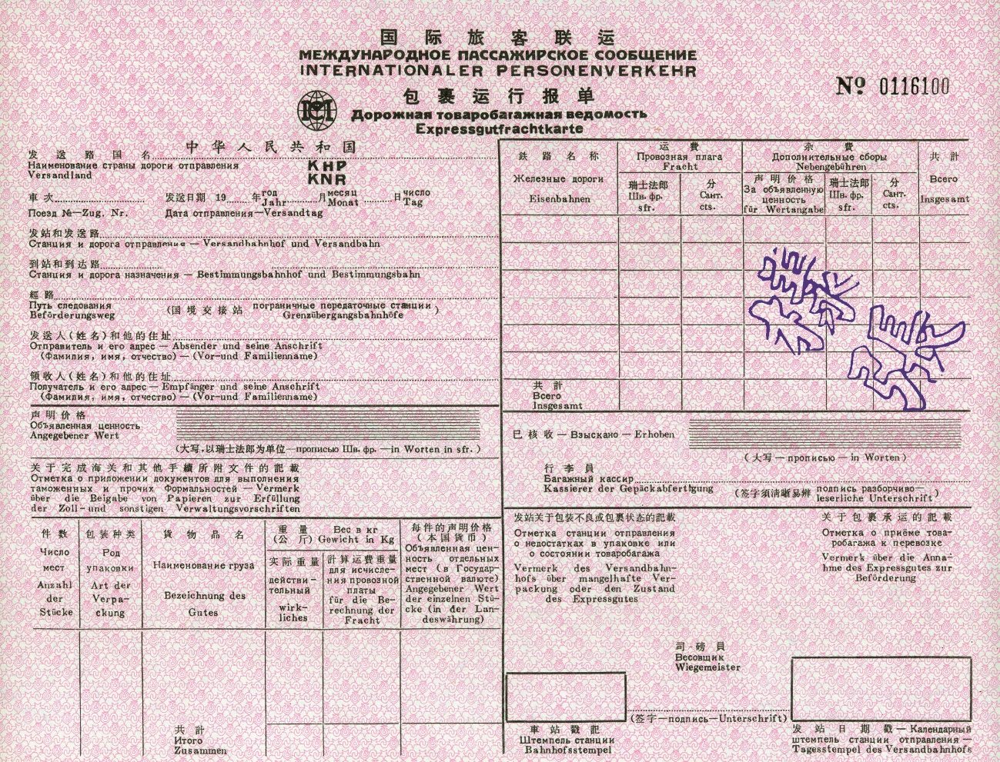 国际旅客联运
МЕЖДУНАРОДНОЕ ПАССАЖИРСКОЕ СООБЩЕНИЕ
INTERNATIONALER PERSONENVERKEHR
№ 0116100
包裹运行报单
Дорожная товаробагажная ведомость
Expressgutfrachtkarte
发送路国名 中华人民共和国
Наименование страны дороги отправления КНР
Versandland KNR
車次 发送日期 19 年 год Jahr 月 месяц Monat 日 число Tag
Поезд №—Zug. Nr. Дата отправления—Versandtag
发站和发送路
Станция и дорога отправления — Versandbahnhof und Versandbahn
到站和到达路
Станция и дорога назначения — Bestimmungsbahnhof und Bestimmungsbahn
經路
Путь следования (国境交接站 пограничные передаточные станции)
Beförderungsweg Grenzübergangsbahnhöfe
发送人(姓名)和他的住址
Отправитель и его адрес — Absender und seine Anschrift
(Фамилия, имя, отчество) — (Vor-und Familienname)
領收人(姓名)和他的住址
Получатель и его адрес — Empfänger und seine Anschrift
(Фамилия, имя, отчество) — (Vor-und Familienname)
声明价格
Объявленная ценность
Angegebener Wert
(大写,以瑞士法郎为单位—прописью Шв. фр. —in Worten in sfr.)
关于完成海关和其他手續所附文件的記載
Отметка о приложении документов для выполнения
таможенных и прочих Формальностей — Vermerk
über die Beigabe von Papieren zur Erfüllung
der Zoll-und sonstigen Verwaltungsvorschriften
件数
Число
мест
Anzahl
der
Stücke
包装种类
Род
упаковки
Art der
Verpa-
ckung
貨物品名
Наименование груза
Bezeichnung des
Gutes
重量 Вес в кг
(公斤) Gewicht in Kg
实际重量
действи-
тельный
wirk-
liches
計算运費重量
для исчисле-
ния провозной
платы
für die Be-
rechnung der
Fracht
每件的声明价格
(本国貨币)
Объявленная цен-
ность отдельных
мест (в Государ-
ственной валюте)
Angegebener Wert
der einzelnen Stü-
cke (in der Lan-
deswährung)
共計
Итого
Zusammen
鉄路名称
Железные дороги
Eisenbahnen
运費
Провозная плага
Fracht
瑞士法郎
Шв. фр.
sfr.
分
Сант.
cts.
杂費
Дополнительные сборы
Nebengebühren
声明价格
За объявленную
ценность
für Wertangabe
瑞士法郎
Шв. фр.
sfr.
分
Сант.
cts.
共計
Всего
Insgesamt
共計
Всего
Insgesamt
已核收 — Взыскано — Erhoben
(大写 — прописью — in Worten)
行李員
Багажный кассир
Kassierer der Gepäckabfertigung
(签字須清晰易辨 подпись разборчиво—
leserliche Unterschrift)
发站关于包装不良或包裹状态的記載
Отметка станции отправления
о недостатках в упаковке или
о состоянии товаробагажа
Vermerk des Versandbahn-
hofs über mangelhafte Ver-
packung oder den Zustand
des Expressgutes
关于包裹承运的記載
Отметка о приёме това-
робагажа к перевозке
Vermerk über die Anna-
hme des Expressgutes zur
Beförderung
司磅員
Весовщик
Wiegemeister
(签字—подпись—Unterschrift)
車站戳記
Штемпель станции
Bahnhofsstempel
发站日期戳 — Календарный
штемпель станции отправления —
Tagesstempel des Versandbahnhofs